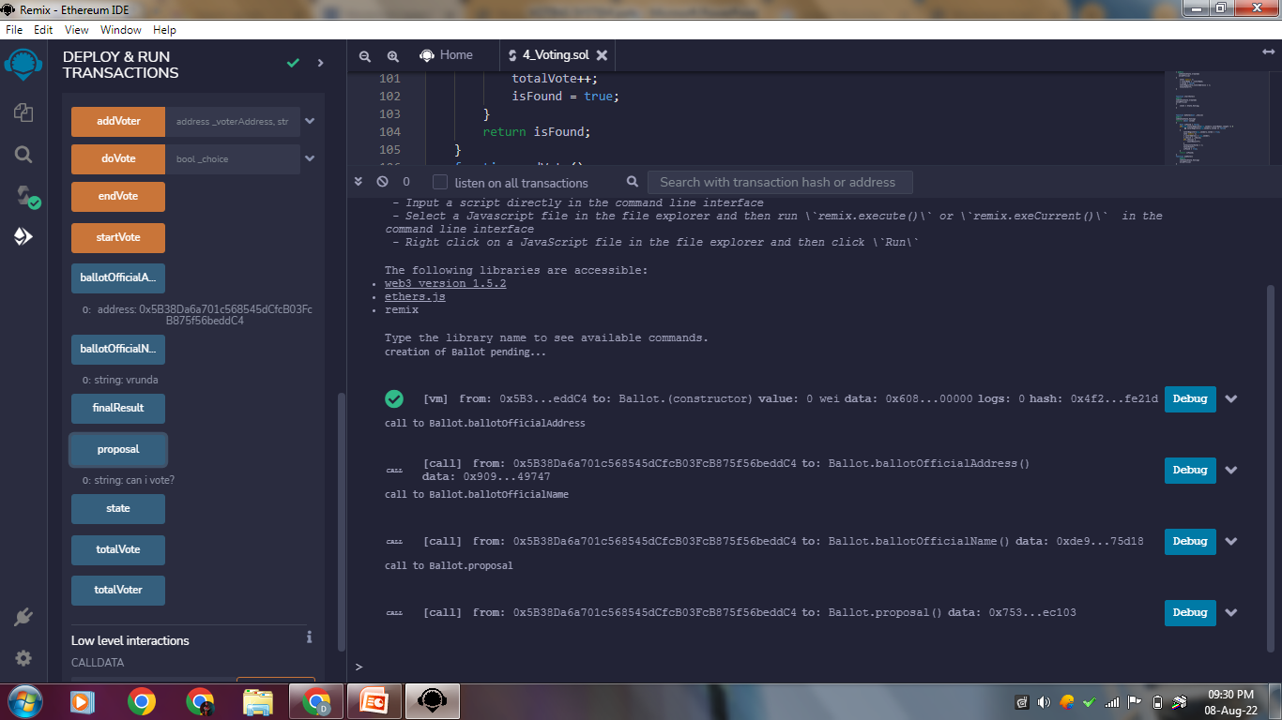 Remix - Ethereum IDE
File Edit View Window Help
DEPLOY & RUN
TRANSACTIONS
addVoter address _voterAddress, str
doVote bool _choice
endVote
startVote
ballotOfficialA...
0: address: 0x5B38Da6a701c568545dCfcB03Fc
B875f56beddC4
ballotOfficialN...
0: string: vrunda
finalResult
proposal
0: string: can i vote?
state
totalVote
totalVoter
Low level interactions
i
CALLDATA
Home 4_Voting.sol
101 totalVote++;
102 isFound = true;
103 }
104 return isFound;
105 }
0 listen on all transactions Search with transaction hash or address
- Input a script directly in the command line interface
- Select a Javascript file in the file explorer and then run \`remix.execute()\` or \`remix.exeCurrent()\` in the
command line interface
- Right click on a JavaScript file in the file explorer and then click \`Run\`
The following libraries are accessible:
• web3 version 1.5.2
• ethers.js
• remix
Type the library name to see available commands.
creation of Ballot pending...
[vm] from: 0x5B3...eddC4 to: Ballot.(constructor) value: 0 wei data: 0x608...00000 logs: 0 hash: 0x4f2...fe21d Debug
call to Ballot.ballotOfficialAddress
CALL [call] from: 0x5B38Da6a701c568545dCfcB03FcB875f56beddC4 to: Ballot.ballotOfficialAddress()
data: 0x909...49747 Debug
call to Ballot.ballotOfficialName
CALL [call] from: 0x5B38Da6a701c568545dCfcB03FcB875f56beddC4 to: Ballot.ballotOfficialName() data: 0xde9...75d18 Debug
call to Ballot.proposal
CALL [call] from: 0x5B38Da6a701c568545dCfcB03FcB875f56beddC4 to: Ballot.proposal() data: 0x753...ec103 Debug
>
09:30 PM
08-Aug-22